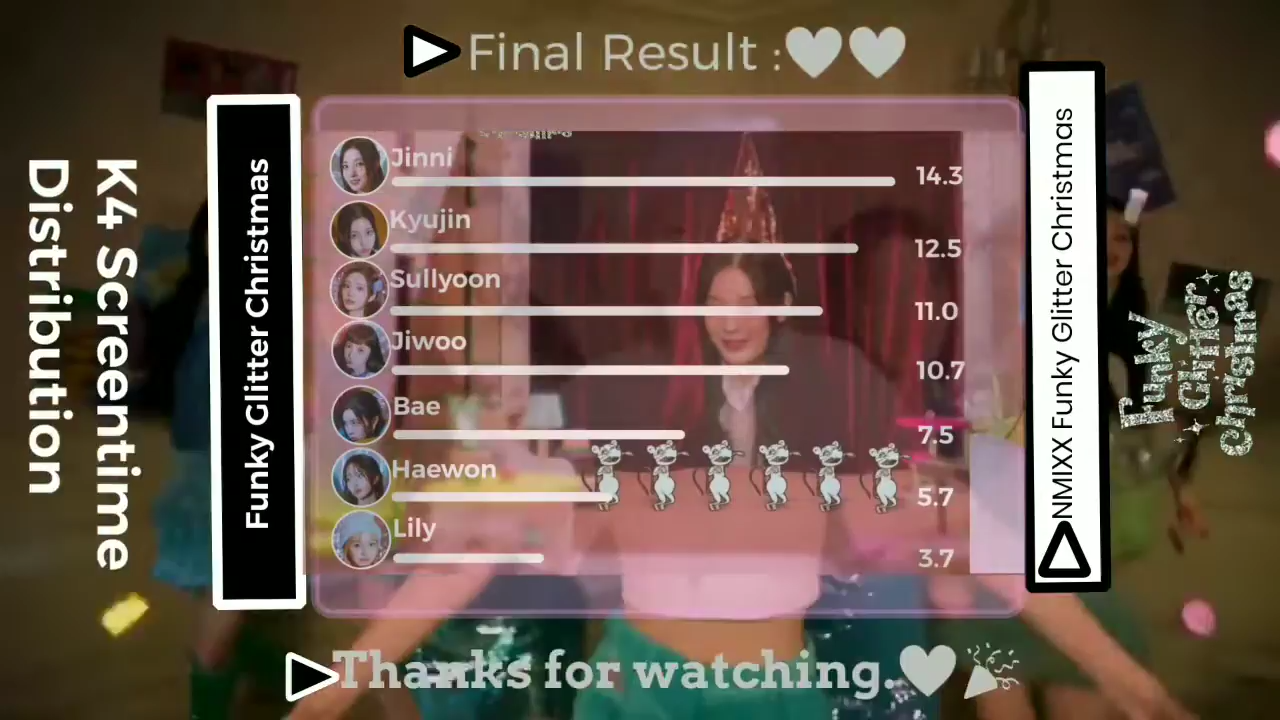 Final Result :
K4 Screentime
Distribution
Funky Glitter Christmas
Jinni
14.3
Kyujin
12.5
Sullyoon
11.0
Jiwoo
10.7
Bae
7.5
Haewon
5.7
Lily
3.7
NMIXX Funky Glitter Christmas
Funky
Glitter
Christmas
Thanks for watching.